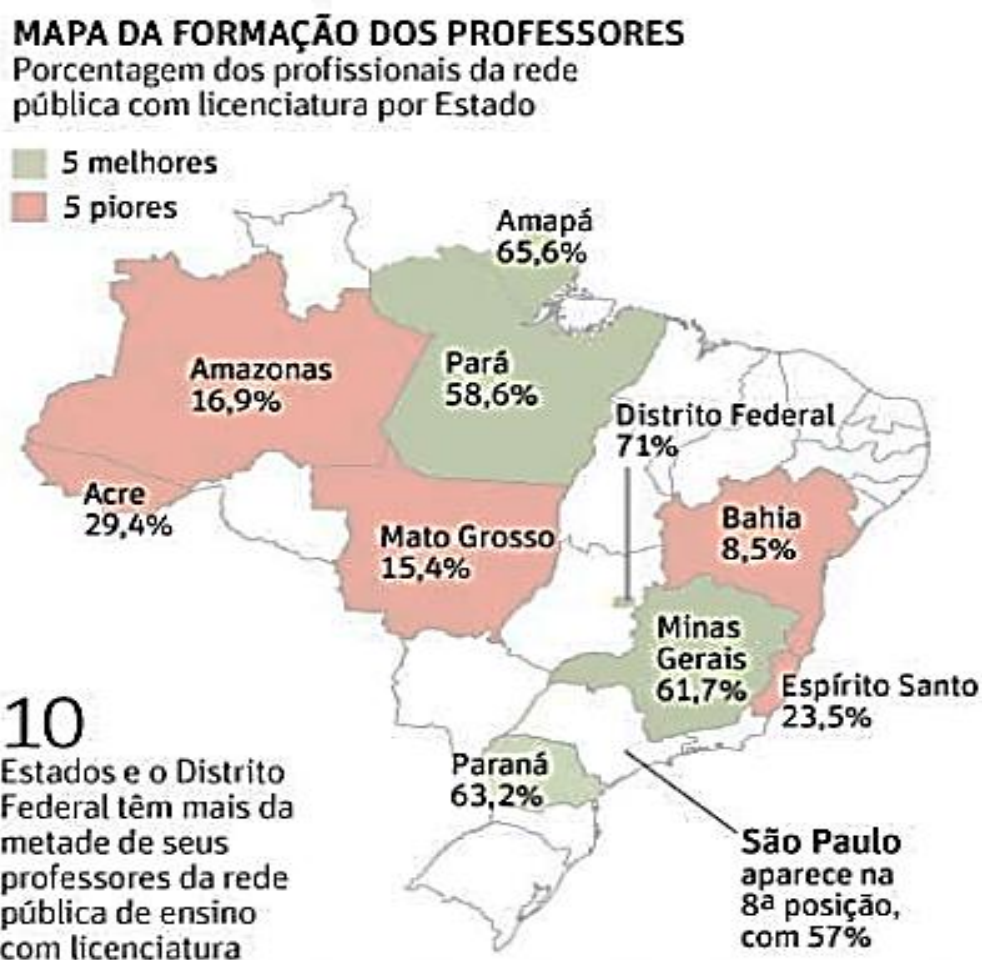 MAPA DA FORMAÇÃO DOS PROFESSORES
Porcentagem dos profissionais da rede
pública com licenciatura por Estado
5 melhores
5 piores
Amapá
65,6%
Amazonas
16,9%
Pará
58,6%
Distrito Federal
71%
Acre
29,4%
Mato Grosso
15,4%
Bahia
8,5%
Minas
Gerais
61,7%
Espírito Santo
23,5%
Paraná
63,2%
São Paulo
aparece na
8ª posição,
com 57%
10
Estados e o Distrito
Federal têm mais da
metade de seus
professores da rede
pública de ensino
com licenciatura